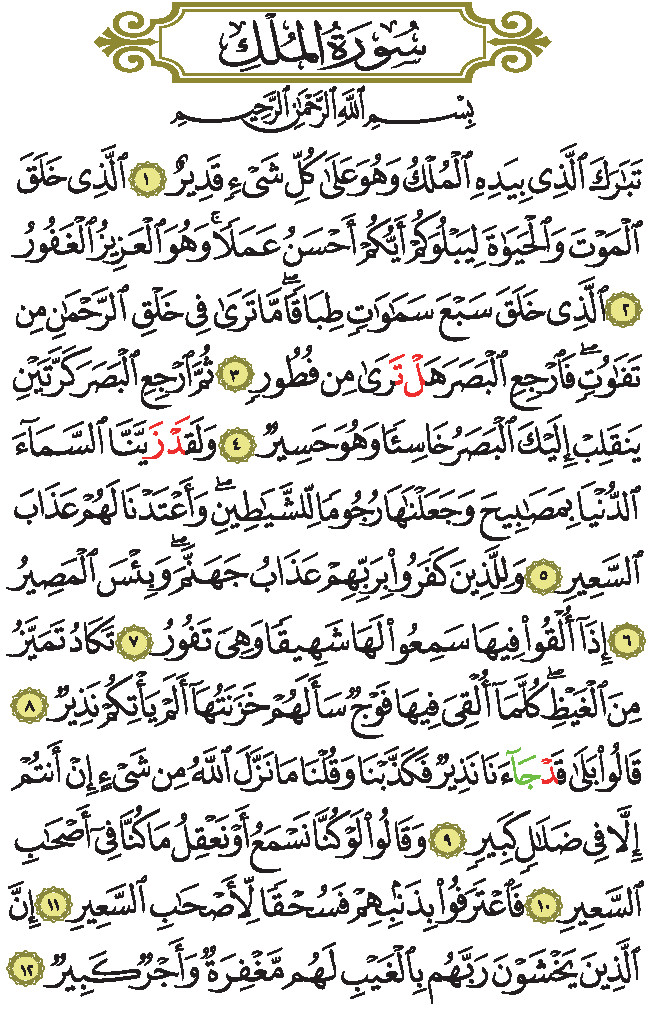 سُورَةُ الْمُلْكِ
بِسْمِ اللَّهِ الرَّحْمَٰنِ الرَّحِيمِ
تَبَٰرَكَ ٱلَّذِى بِيَدِهِ ٱلْمُلْكُ وَهُوَ عَلَىٰ كُلِّ شَىْءٍ قَدِيرٌ ١ ٱلَّذِى خَلَقَ
ٱلْمَوْتَ وَٱلْحَيَوٰةَ لِيَبْلُوَكُمْ أَيُّكُمْ أَحْسَنُ عَمَلًا ۚ وَهُوَ ٱلْعَزِيزُ ٱلْغَفُورُ
٢ ٱلَّذِى خَلَقَ سَبْعَ سَمَٰوَٰتٍ طِبَاقًا ۖ مَّا تَرَىٰ فِى خَلْقِ ٱلرَّحْمَٰنِ مِن
تَفَٰوُتٍ ۖ فَٱرْجِعِ ٱلْبَصَرَ هَلْ تَرَىٰ مِن فُطُورٍ ٣ ثُمَّ ٱرْجِعِ ٱلْبَصَرَ كَرَّتَيْنِ
يَنقَلِبْ إِلَيْكَ ٱلْبَصَرُ خَاسِئًا وَهُوَ حَسِيرٌ ٤ وَلَقَدْ زَيَّنَّا ٱلسَّمَآءَ
ٱلدُّنْيَا بِمَصَٰبِيحَ وَجَعَلْنَٰهَا رُجُومًا لِّلشَّيَٰطِينِ ۖ وَأَعْتَدْنَا لَهُمْ عَذَابَ
ٱلسَّعِيرِ ٥ وَلِلَّذِينَ كَفَرُوا۟ بِرَبِّهِمْ عَذَابُ جَهَنَّمَ ۖ وَبِئْسَ ٱلْمَصِيرُ
٦ إِذَآ أُلْقُوا۟ فِيهَا سَمِعُوا۟ لَهَا شَهِيقًا وَهِىَ تَفُورُ ٧ تَكَادُ تَمَيَّزُ
مِنَ ٱلْغَيْظِ ۖ كُلَّمَآ أُلْقِىَ فِيهَا فَوْجٌ سَأَلَهُمْ خَزَنَتُهَآ أَلَمْ يَأْتِكُمْ نَذِيرٌ ٨
قَالُوا۟ بَلَىٰ قَدْ جَآءَنَا نَذِيرٌ فَكَذَّبْنَا وَقُلْنَا مَا نَزَّلَ ٱللَّهُ مِن شَىْءٍ إِنْ أَنتُمْ
إِلَّا فِى ضَلَٰلٍ كَبِيرٍ ٩ وَقَالُوا۟ لَوْ كُنَّا نَسْمَعُ أَوْ نَعْقِلُ مَا كُنَّا فِىٓ أَصْحَٰبِ
ٱلسَّعِيرِ ١٠ فَٱعْتَرَفُوا۟ بِذَنۢبِهِمْ فَسُحْقًا لِّأَصْحَٰبِ ٱلسَّعِيرِ ١١ إِنَّ
ٱلَّذِينَ يَخْشَوْنَ رَبَّهُم بِٱلْغَيْبِ لَهُم مَّغْفِرَةٌ وَأَجْرٌ كَبِيرٌ ١٢